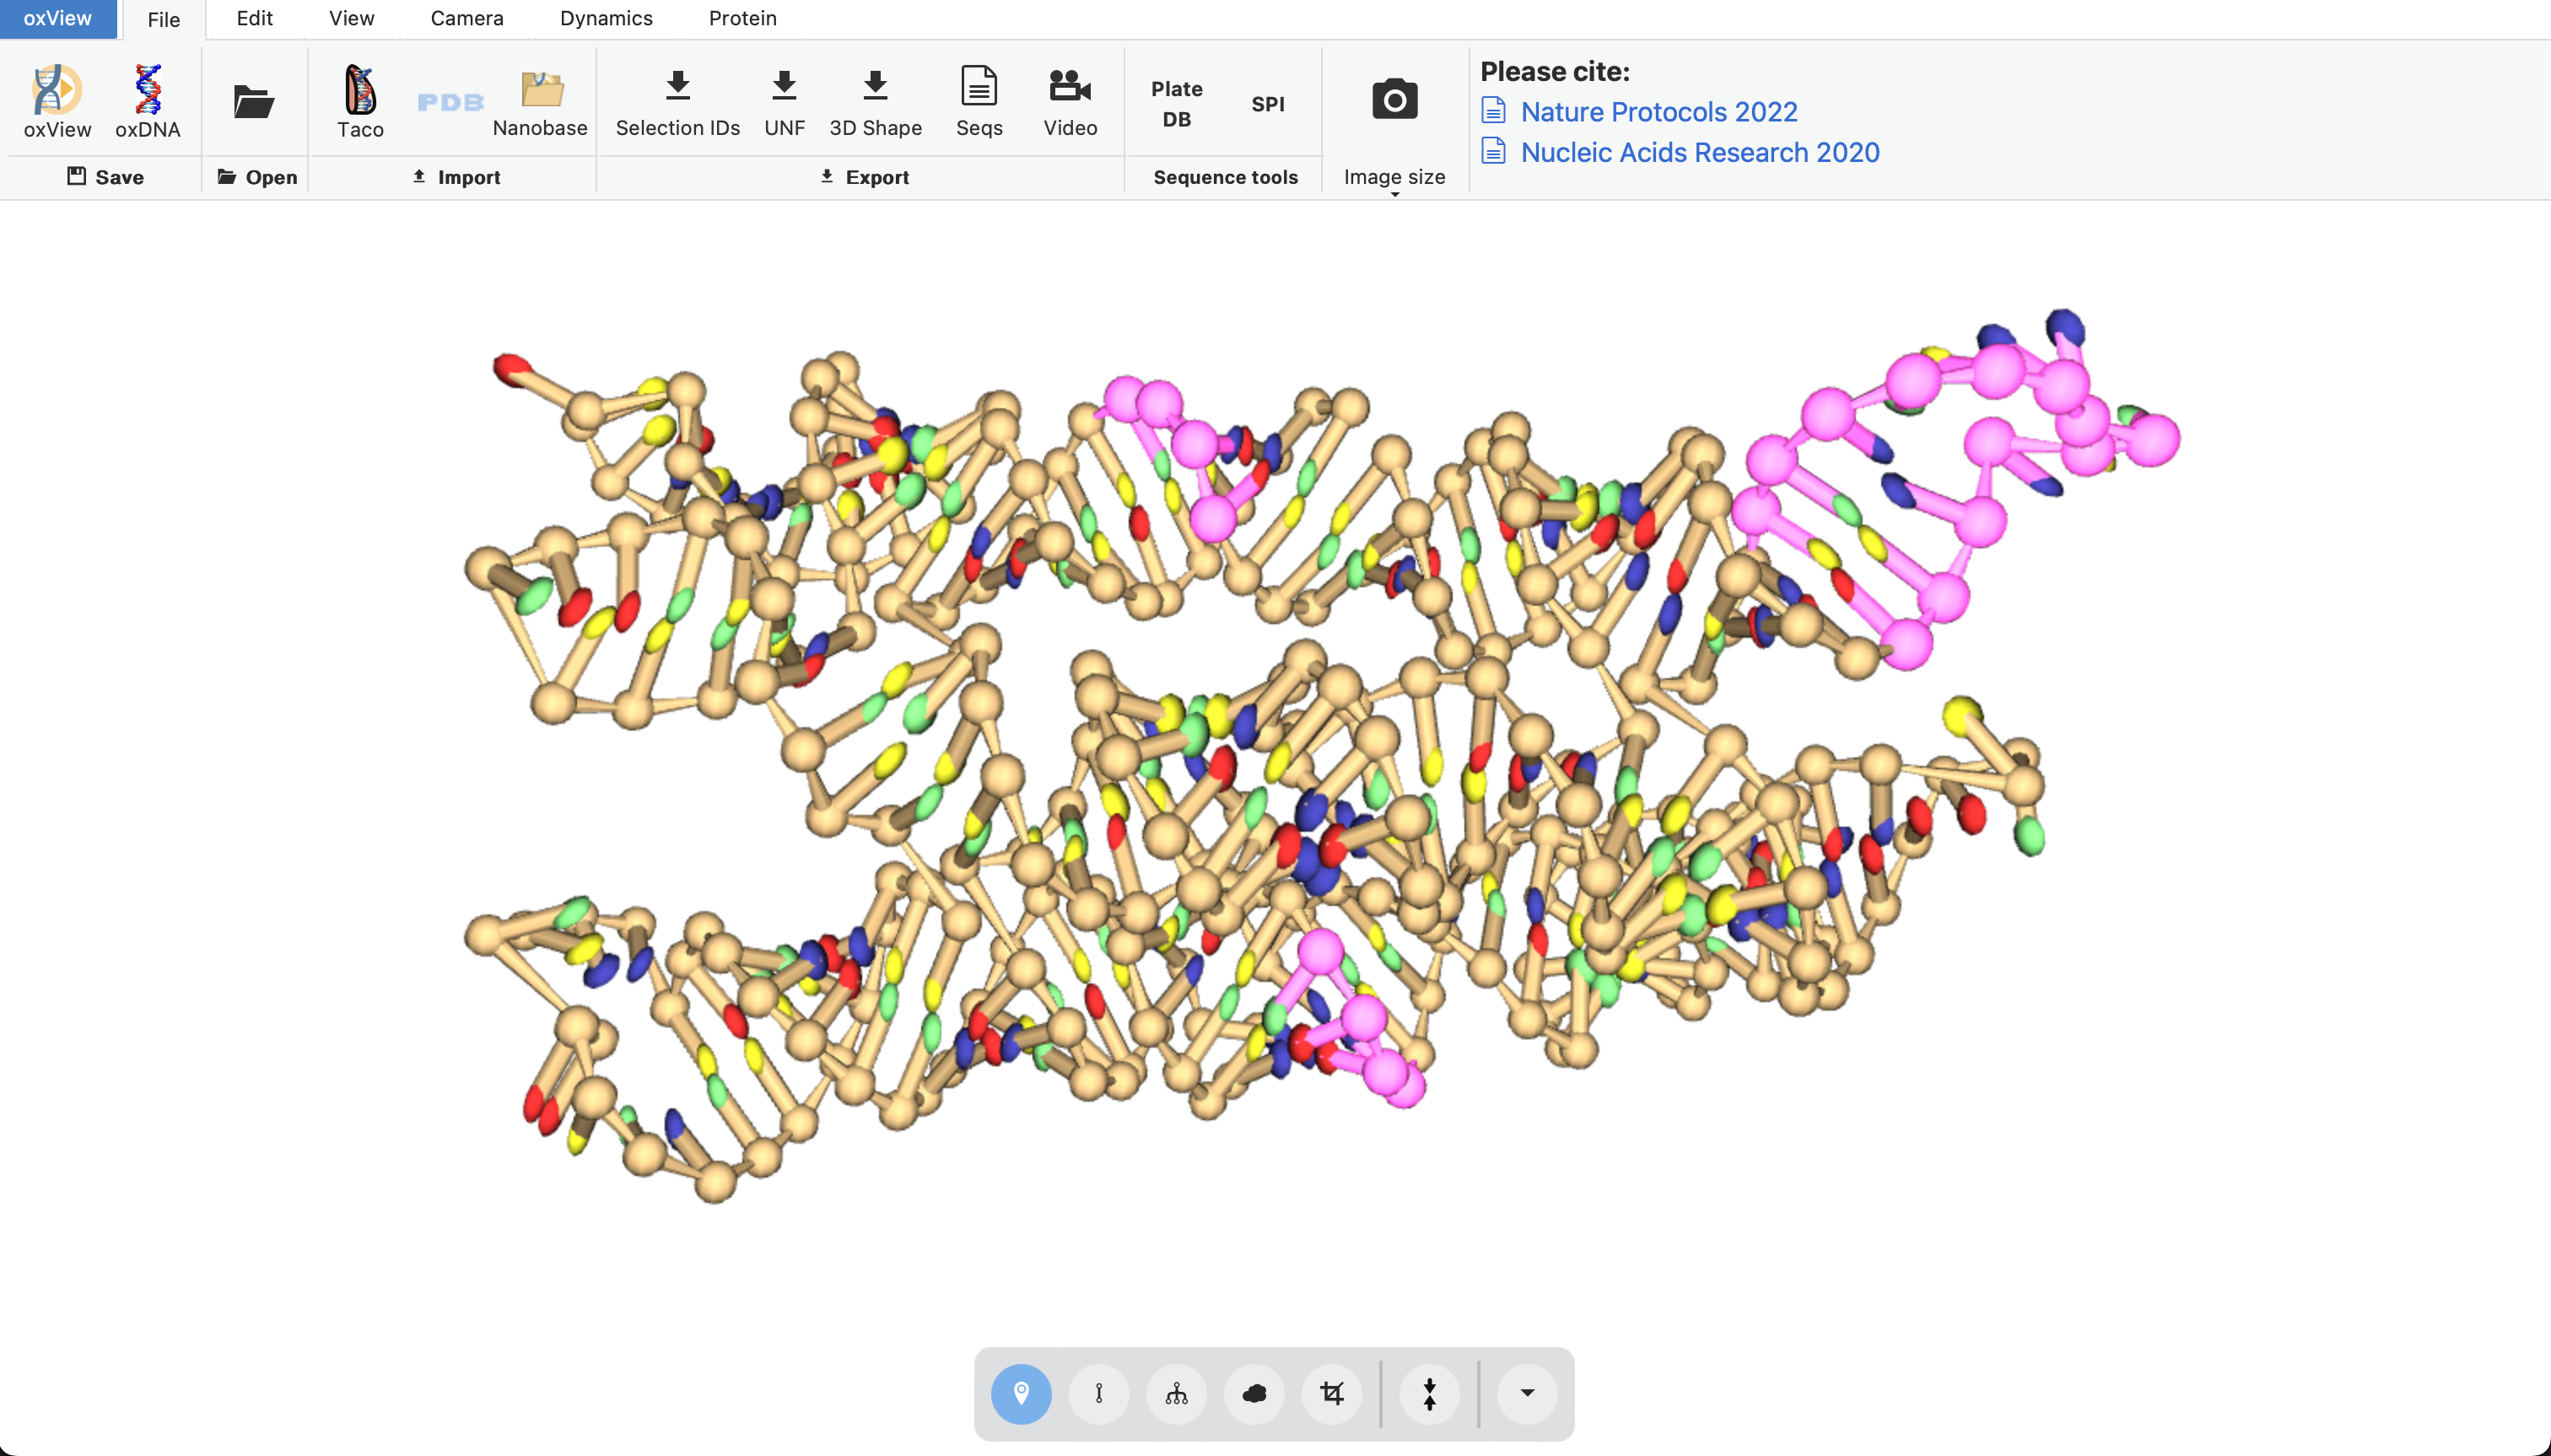 oxView File Edit View Camera Dynamics Protein
oxView oxDNA Taco PDB Nanobase Selection IDs UNF 3D Shape Seqs Video Plate DB SPI
Save Open Import Export Sequence tools Image size
Please cite:
Nature Protocols 2022
Nucleic Acids Research 2020